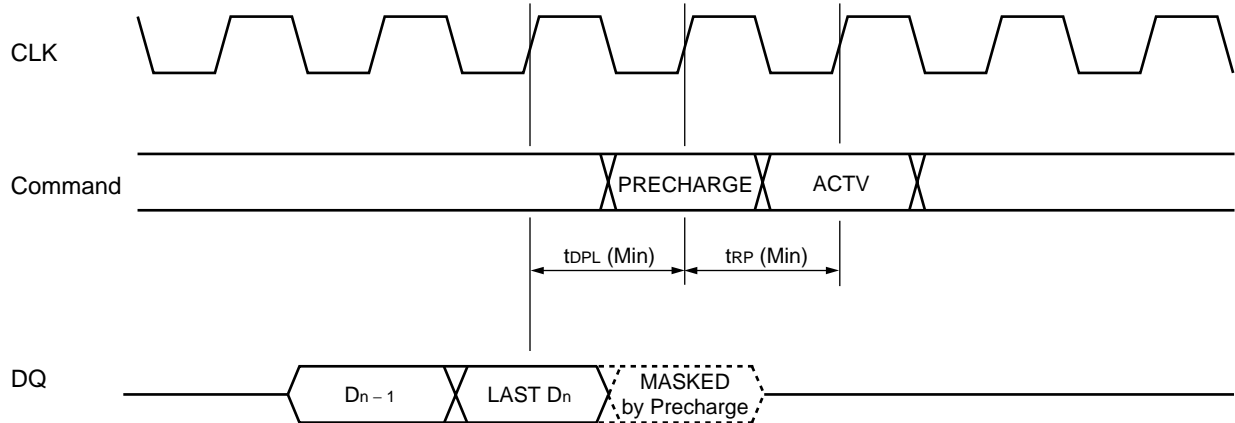 CLK
Command
PRECHARGE
ACTV
tDPL (Min)
tRP (Min)
DQ
Dn − 1
LAST Dn
MASKED
by Precharge